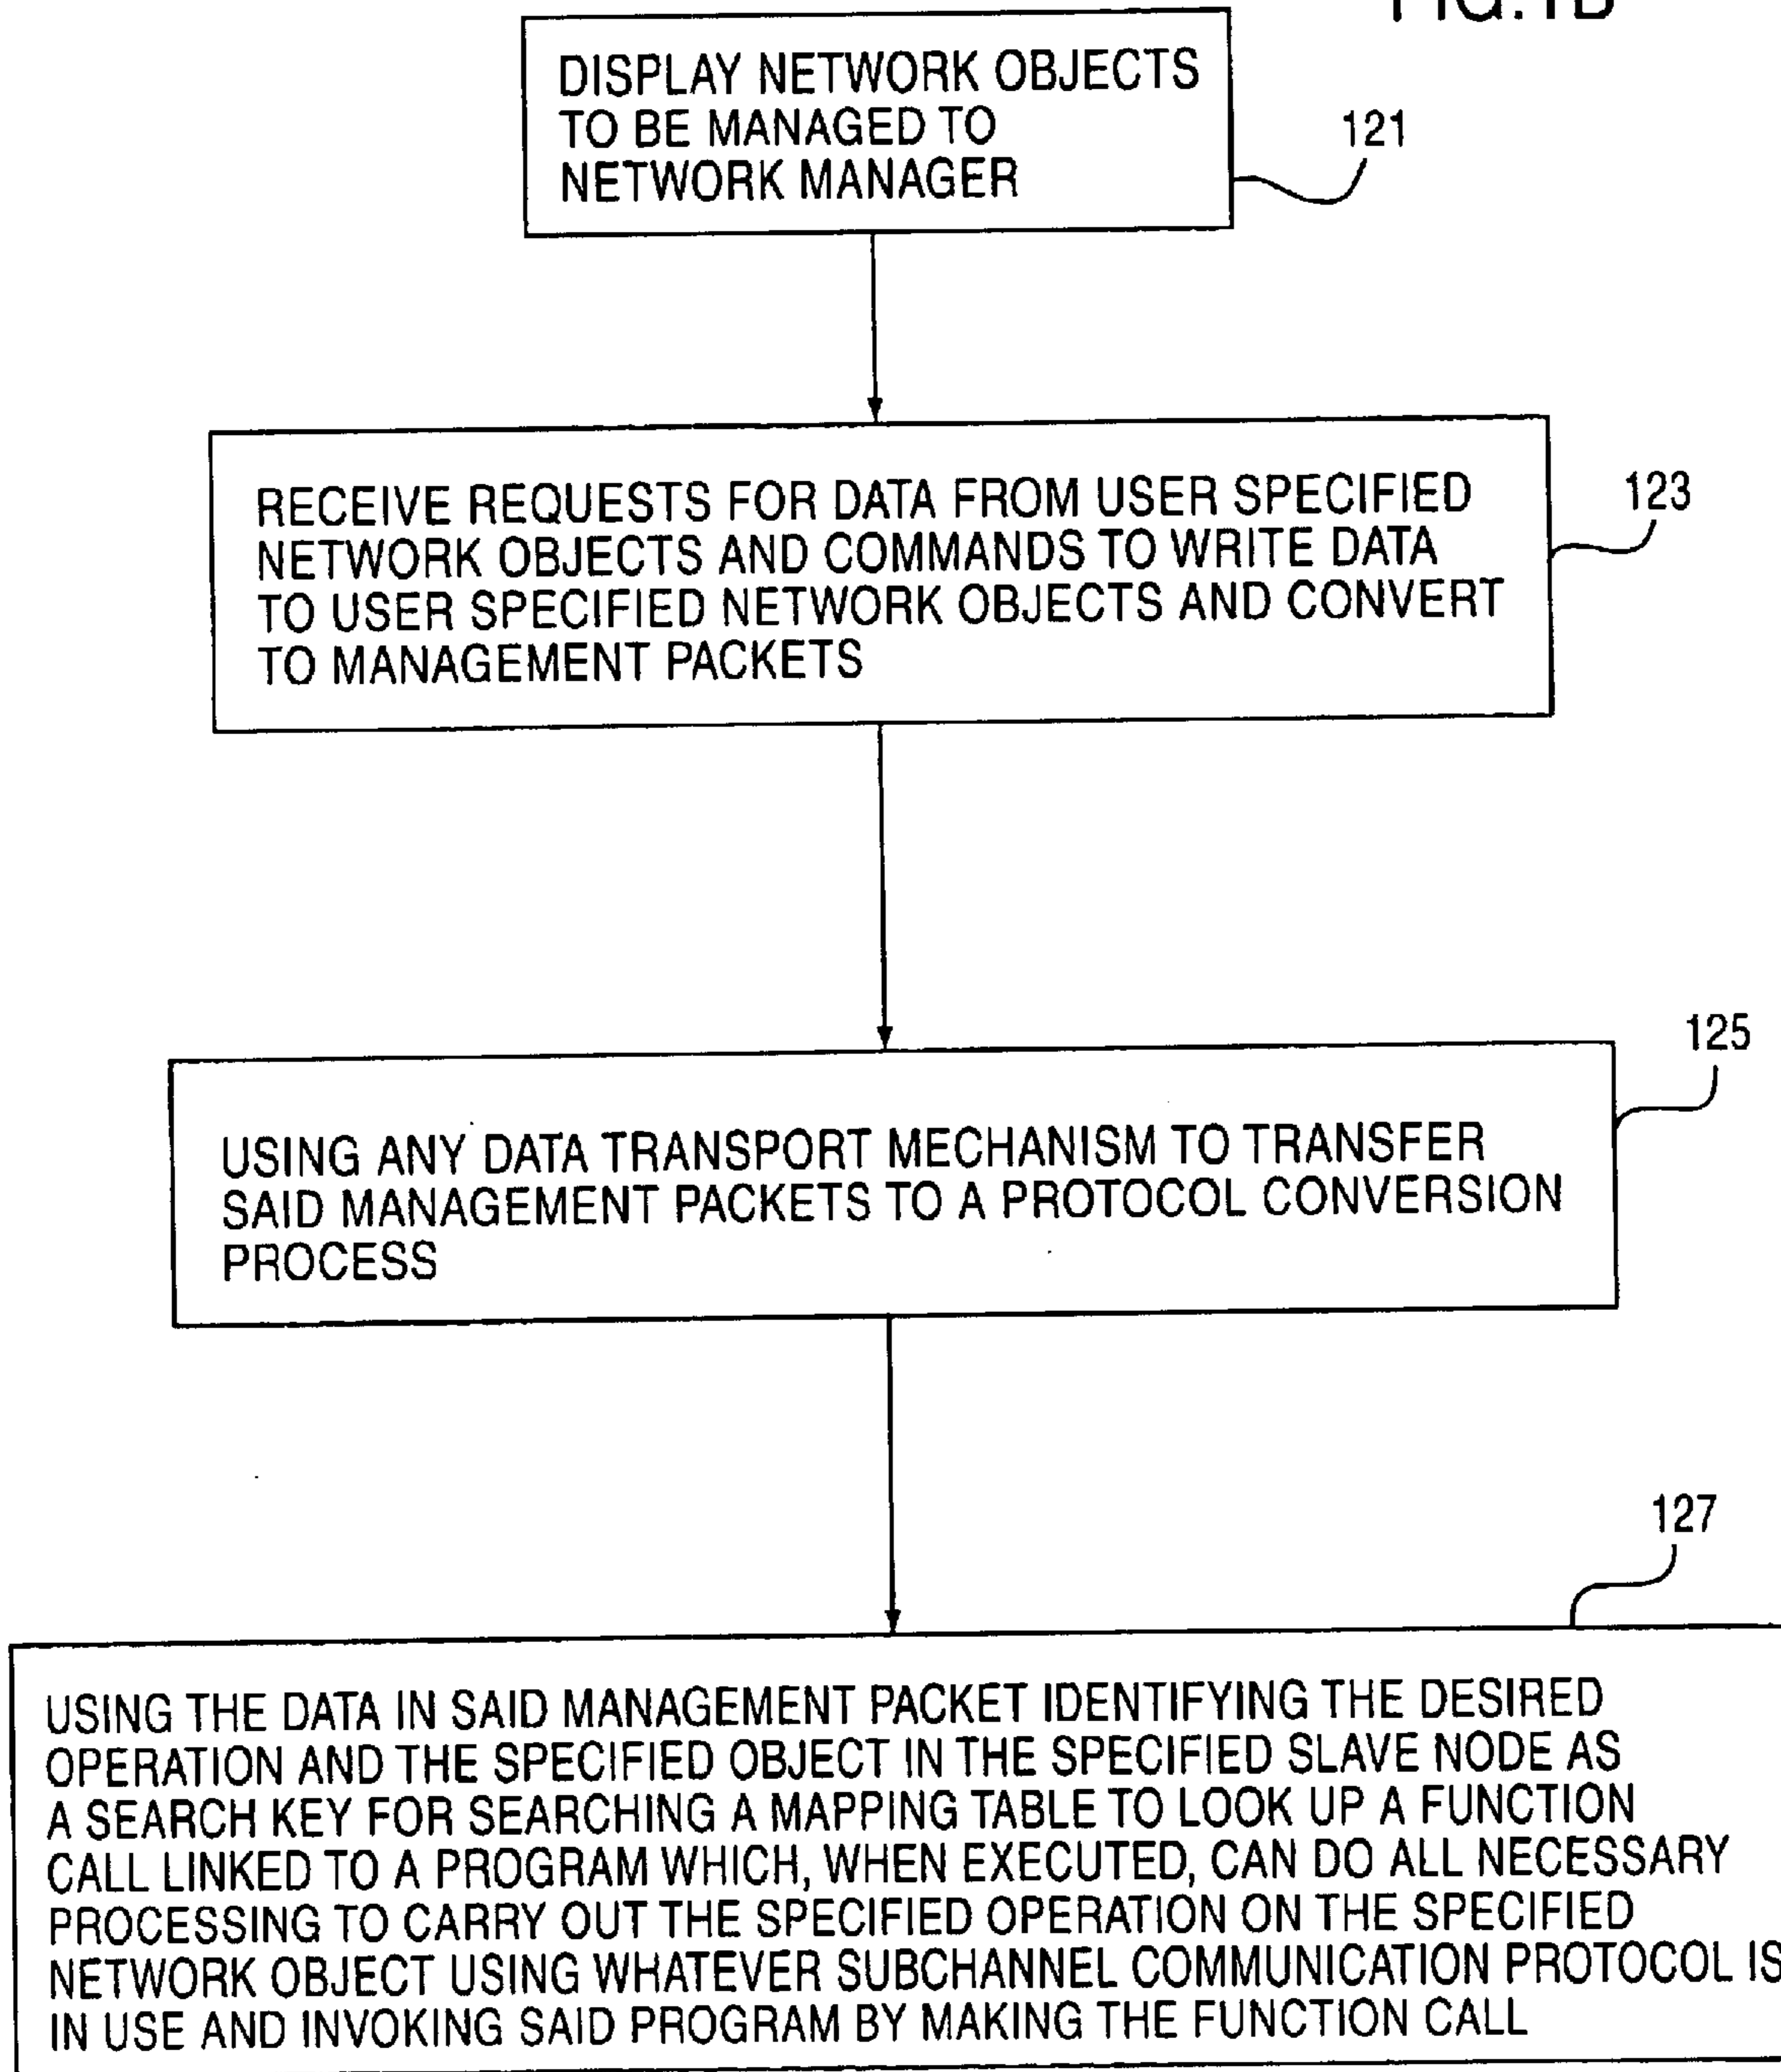 FIG.1B
DISPLAY NETWORK OBJECTS
TO BE MANAGED TO
NETWORK MANAGER
121
RECEIVE REQUESTS FOR DATA FROM USER SPECIFIED
NETWORK OBJECTS AND COMMANDS TO WRITE DATA
TO USER SPECIFIED NETWORK OBJECTS AND CONVERT
TO MANAGEMENT PACKETS
123
USING ANY DATA TRANSPORT MECHANISM TO TRANSFER
SAID MANAGEMENT PACKETS TO A PROTOCOL CONVERSION
PROCESS
125
USING THE DATA IN SAID MANAGEMENT PACKET IDENTIFYING THE DESIRED
OPERATION AND THE SPECIFIED OBJECT IN THE SPECIFIED SLAVE NODE AS
A SEARCH KEY FOR SEARCHING A MAPPING TABLE TO LOOK UP A FUNCTION
CALL LINKED TO A PROGRAM WHICH, WHEN EXECUTED, CAN DO ALL NECESSARY
PROCESSING TO CARRY OUT THE SPECIFIED OPERATION ON THE SPECIFIED
NETWORK OBJECT USING WHATEVER SUBCHANNEL COMMUNICATION PROTOCOL IS
IN USE AND INVOKING SAID PROGRAM BY MAKING THE FUNCTION CALL
127